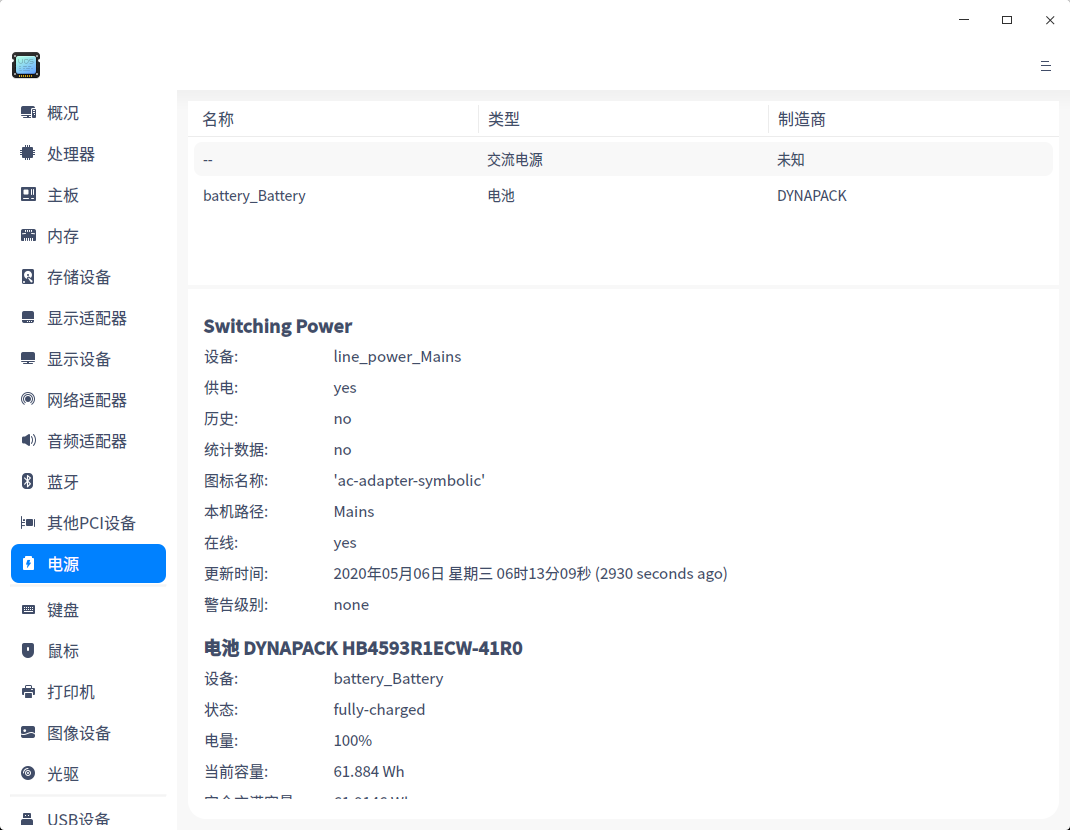 概况
处理器
主板
内存
存储设备
显示适配器
显示设备
网络适配器
音频适配器
蓝牙
其他PCI设备
电源
键盘
鼠标
打印机
图像设备
光驱
USB设备
名称 类型 制造商
-- 交流电源 未知
battery_Battery 电池 DYNAPACK
Switching Power
设备: line_power_Mains
供电: yes
历史: no
统计数据: no
图标名称: 'ac-adapter-symbolic'
本机路径: Mains
在线: yes
更新时间: 2020年05月06日 星期三 06时13分09秒 (2930 seconds ago)
警告级别: none
电池 DYNAPACK HB4593R1ECW-41R0
设备: battery_Battery
状态: fully-charged
电量: 100%
当前容量: 61.884 Wh